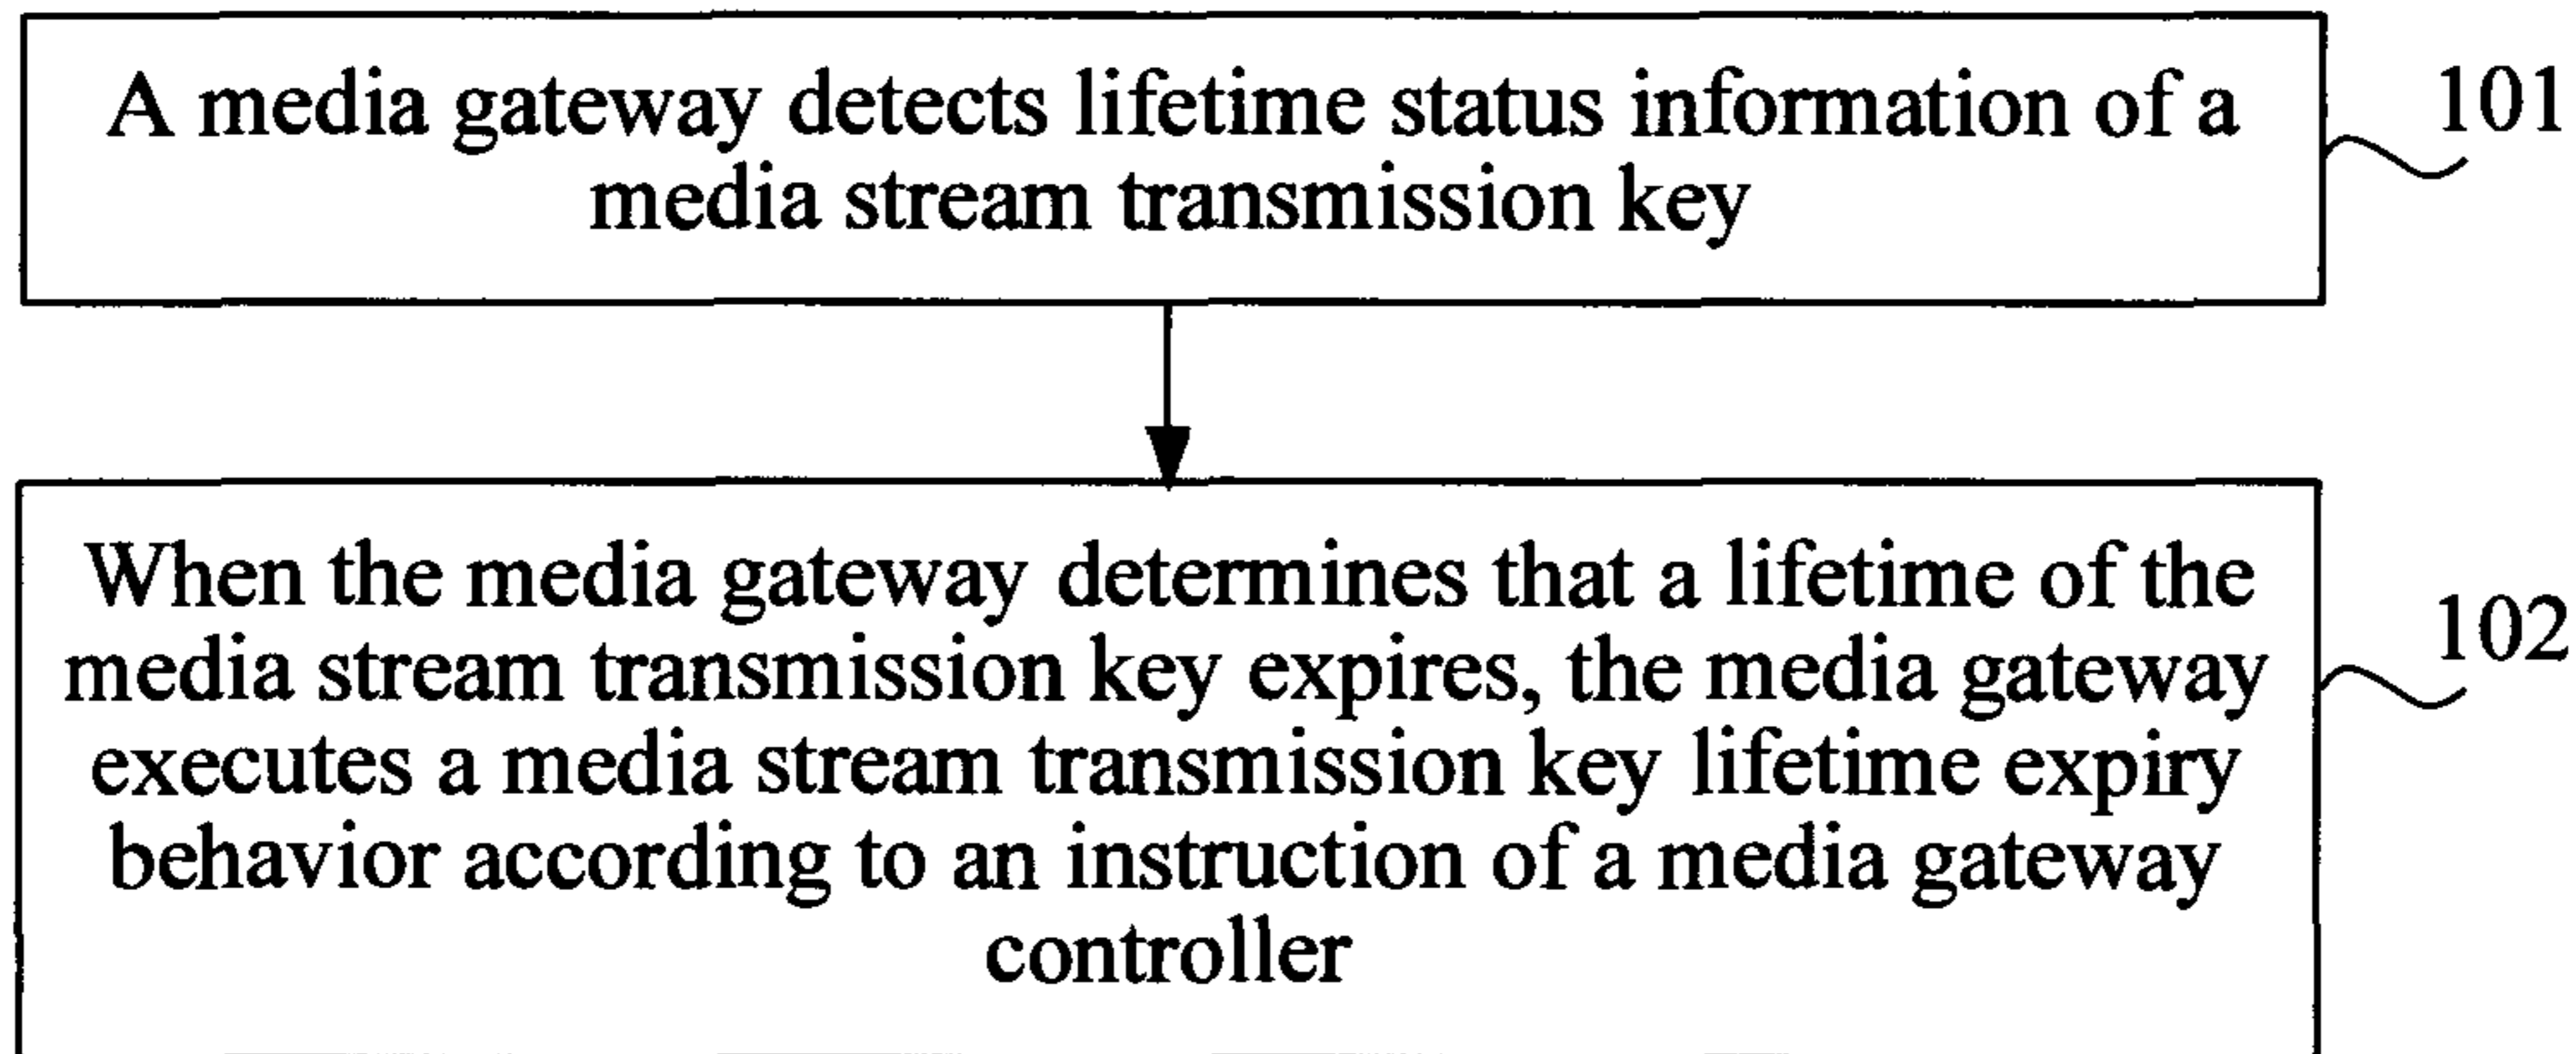 A media gateway detects lifetime status information of a
media stream transmission key
101
When the media gateway determines that a lifetime of the
media stream transmission key expires, the media gateway
executes a media stream transmission key lifetime expiry
behavior according to an instruction of a media gateway
controller
102